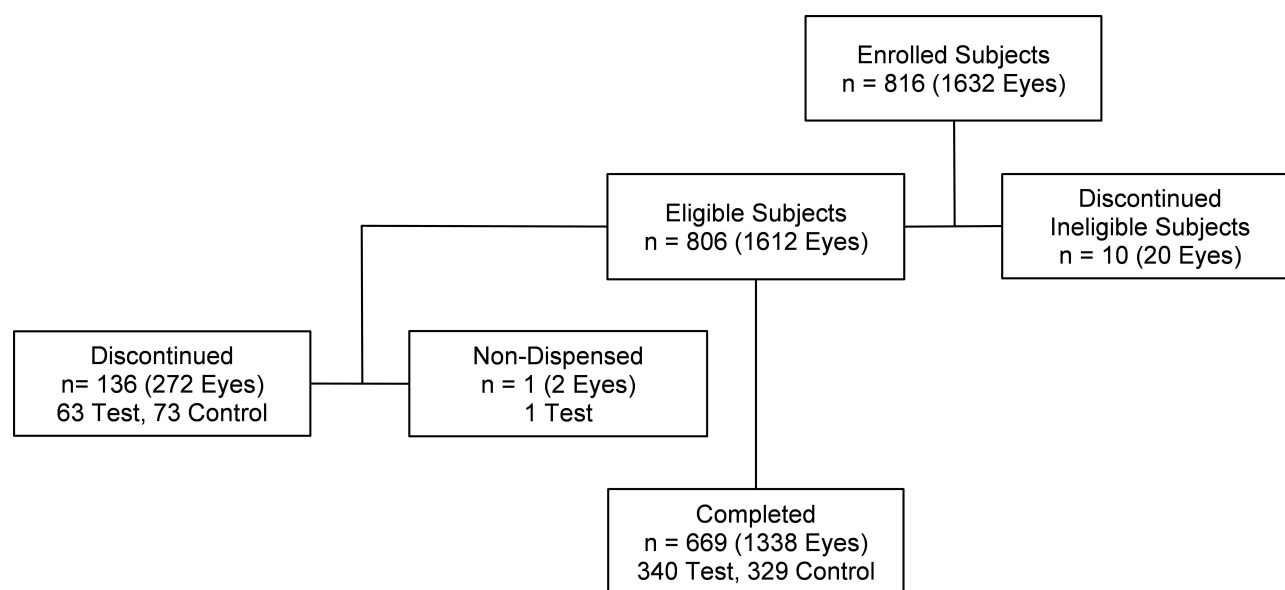 Enrolled Subjects
n = 816 (1632 Eyes)
Eligible Subjects
n = 806 (1612 Eyes)
Discontinued
Ineligible Subjects
n = 10 (20 Eyes)
Discontinued
n= 136 (272 Eyes)
63 Test, 73 Control
Non-Dispensed
n = 1 (2 Eyes)
1 Test
Completed
n = 669 (1338 Eyes)
340 Test, 329 Control